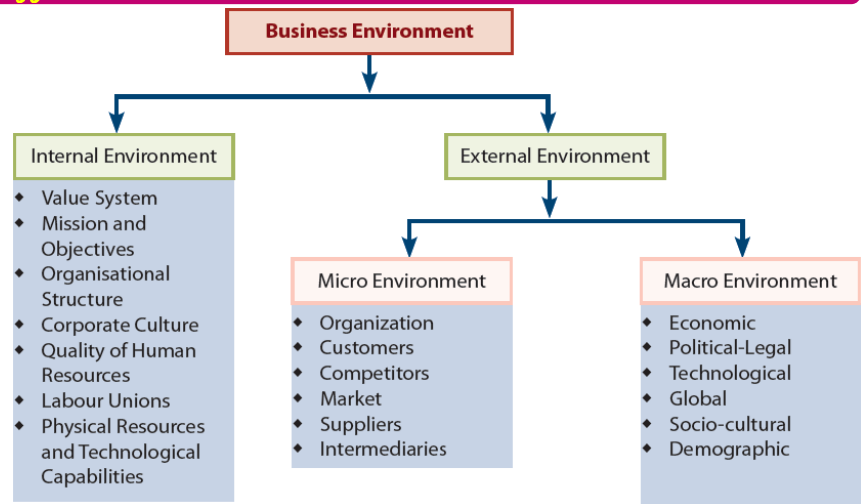 Business Environment
Internal Environment
◆ Value System
◆ Mission and
Objectives
◆ Organisational
Structure
◆ Corporate Culture
◆ Quality of Human
Resources
◆ Labour Unions
◆ Physical Resources
and Technological
Capabilities
External Environment
Micro Environment
◆ Organization
◆ Customers
◆ Competitors
◆ Market
◆ Suppliers
◆ Intermediaries
Macro Environment
◆ Economic
◆ Political-Legal
◆ Technological
◆ Global
◆ Socio-cultural
◆ Demographic